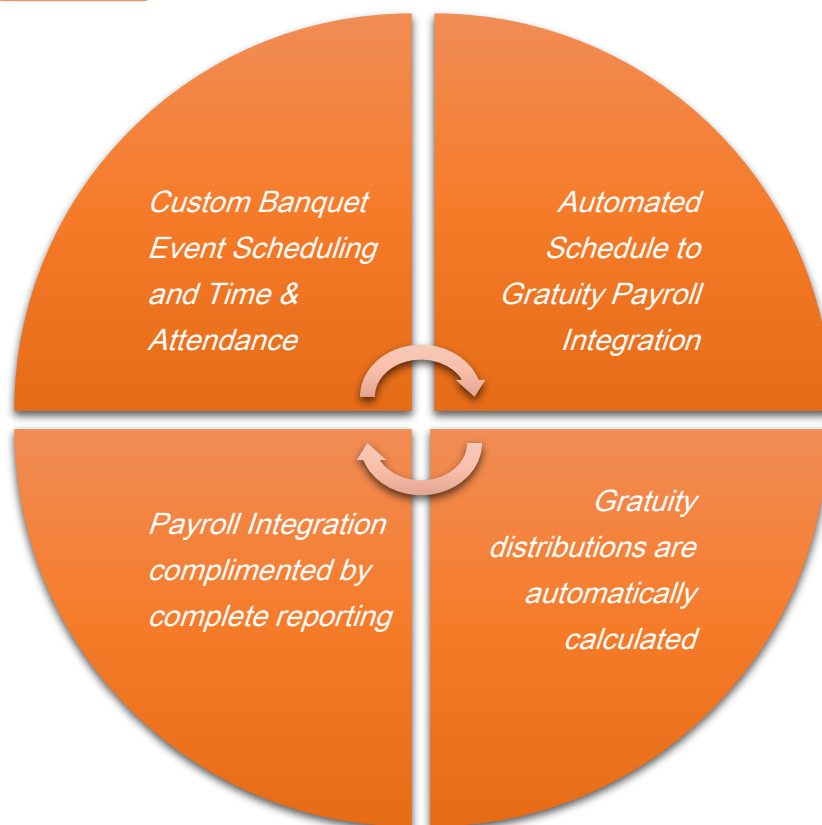 Custom Banquet
Event Scheduling
and Time &
Attendance
Automated
Schedule to
Gratuity Payroll
Integration
Payroll Integration
complimented by
complete reporting
Gratuity
distributions are
automatically
calculated